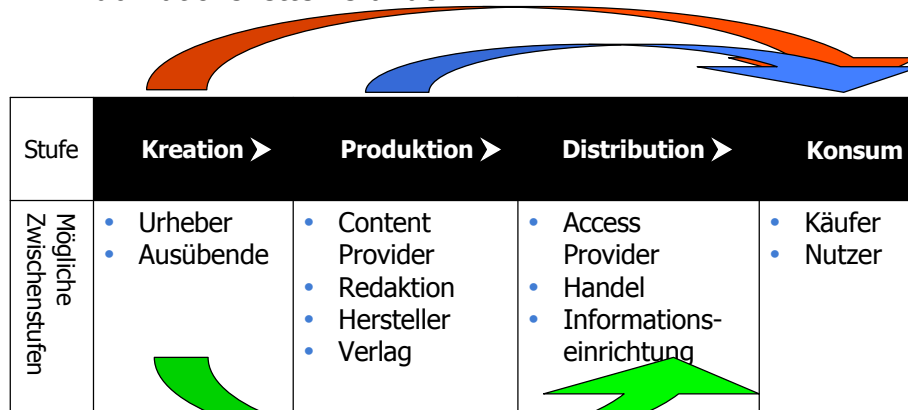 Stufe
Kreation ➤
Produktion ➤
Distribution ➤
Konsum
Mögliche
Zwischenstufen
• Urheber
• Ausübende
• Content
Provider
• Redaktion
• Hersteller
• Verlag
• Access
Provider
• Handel
• Informations-
einrichtung
• Käufer
• Nutzer